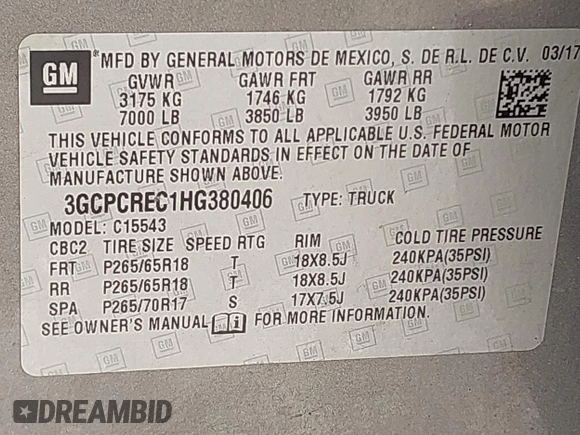 GM *MFD BY GENERAL MOTORS DE MEXICO, S. DE R.L. DE C.V. 03/17
GVWR GAWR FRT GAWR RR
3175 KG 1746 KG 1792 KG
7000 LB 3850 LB 3950 LB
THIS VEHICLE CONFORMS TO ALL APPLICABLE U.S. FEDERAL MOTOR
VEHICLE SAFETY STANDARDS IN EFFECT ON THE DATE OF
MANUFACTURE SHOWN ABOVE.
3GCPCREC1HG380406 TYPE: TRUCK
MODEL: C15543
CBC2 TIRE SIZE SPEED RTG RIM COLD TIRE PRESSURE
FRT P265/65R18 T 18X8.5J 240KPA(35PSI)
RR P265/65R18 T 18X8.5J 240KPA(35PSI)
SPA P265/70R17 S 17X7.5J 240KPA(35PSI)
SEE OWNER'S MANUAL FOR MORE INFORMATION.
DREAMBID